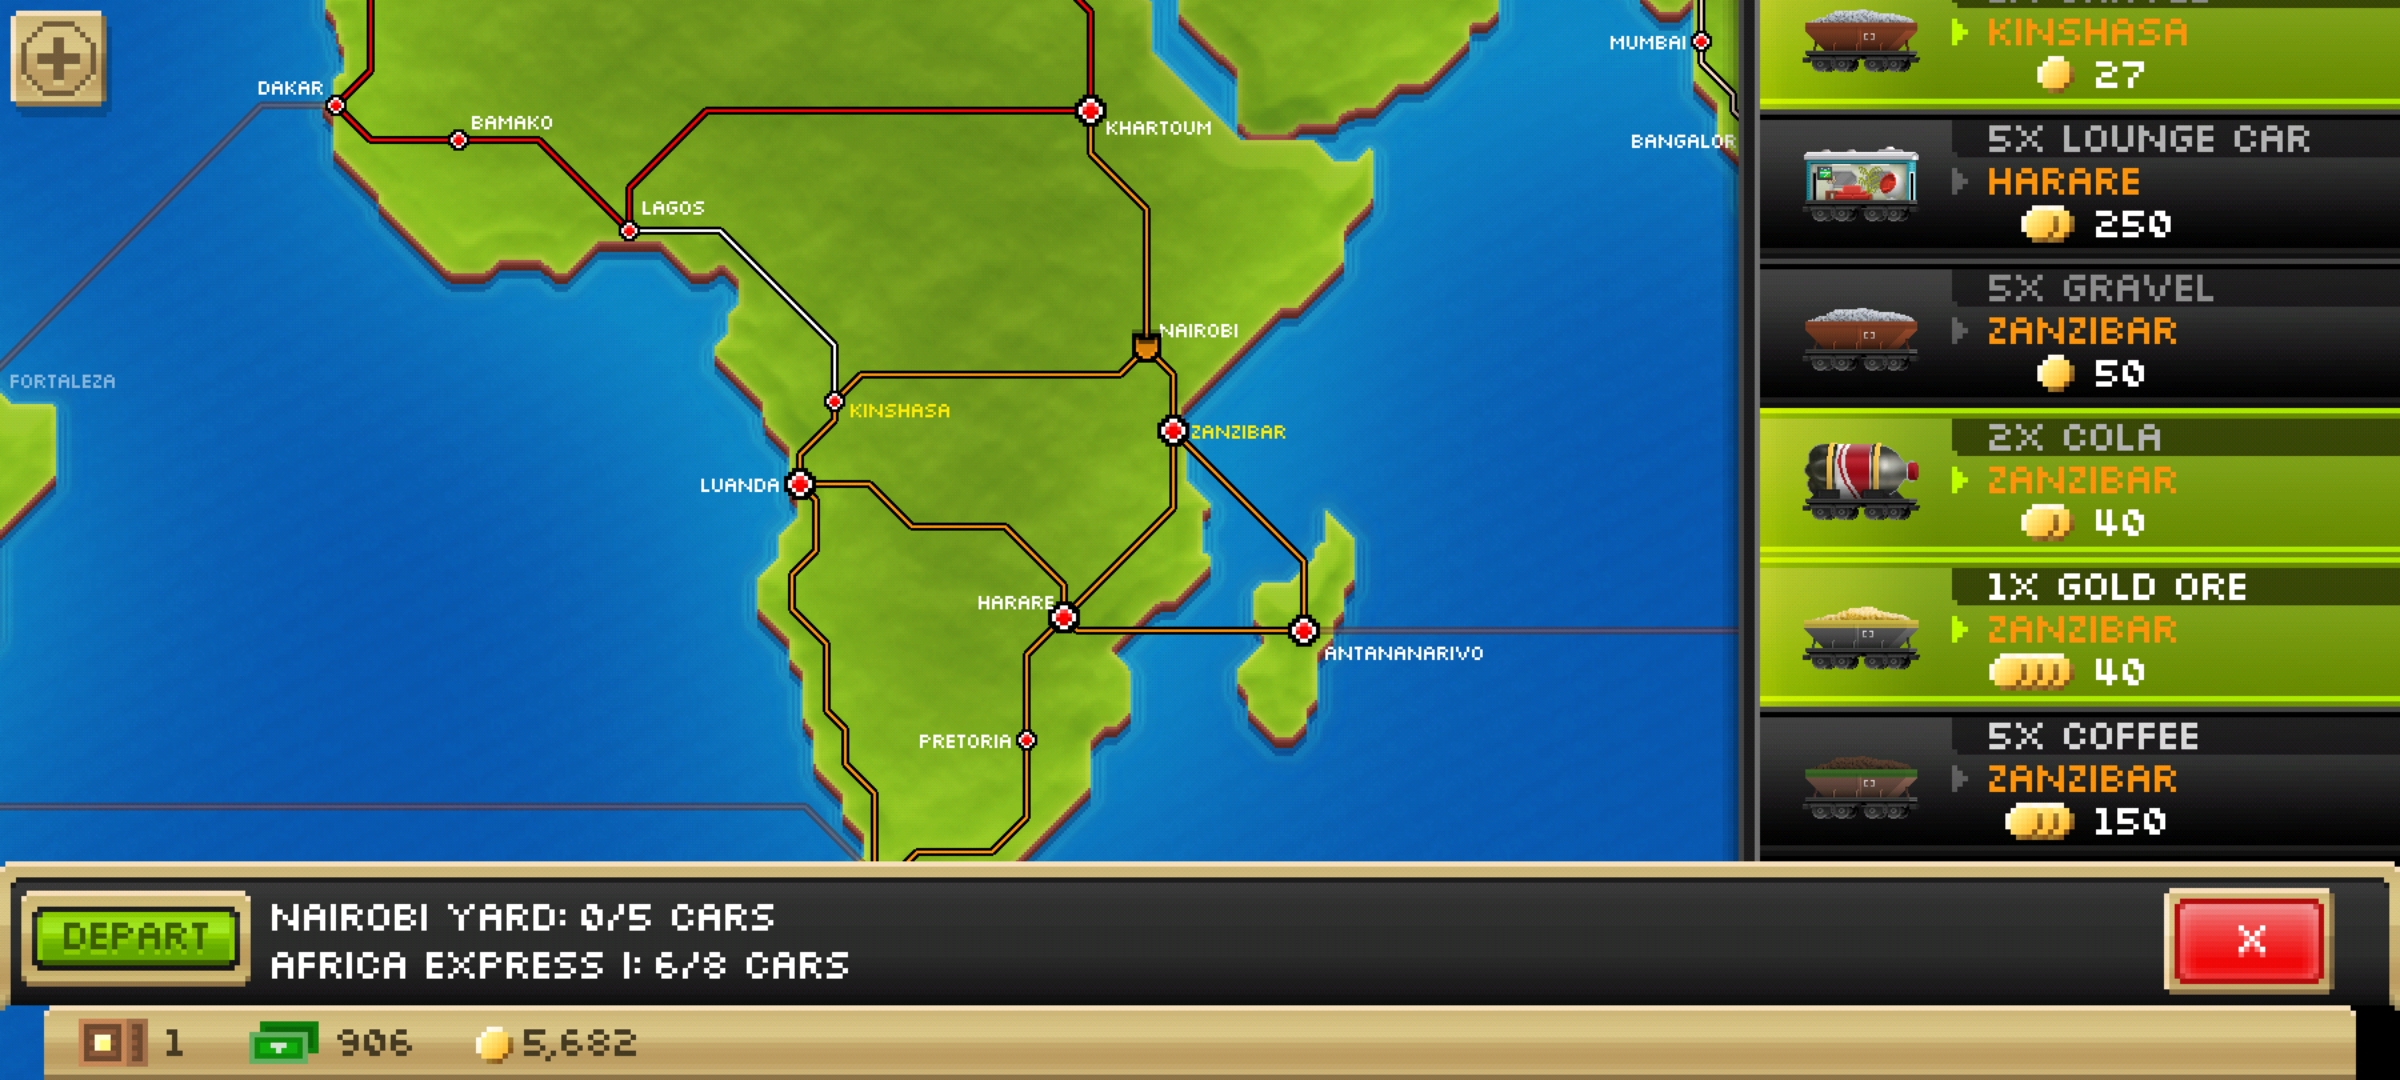 DAKAR
BAMAKO
LAGOS
KHARTOUM
MUMBAI
BANGALOR
NAIROBI
FORTALEZA
KINSHASA
ZANZIBAR
LUANDA
HARARE
ANTANANARIVO
PRETORIA
KINSHASA
27
5X LOUNGE CAR
HARARE
250
5X GRAVEL
ZANZIBAR
50
2X COLA
ZANZIBAR
40
1X GOLD ORE
ZANZIBAR
40
5X COFFEE
ZANZIBAR
150
DEPART
NAIROBI YARD: 0/5 CARS
AFRICA EXPRESS I: 6/8 CARS
X
1
906
5,682